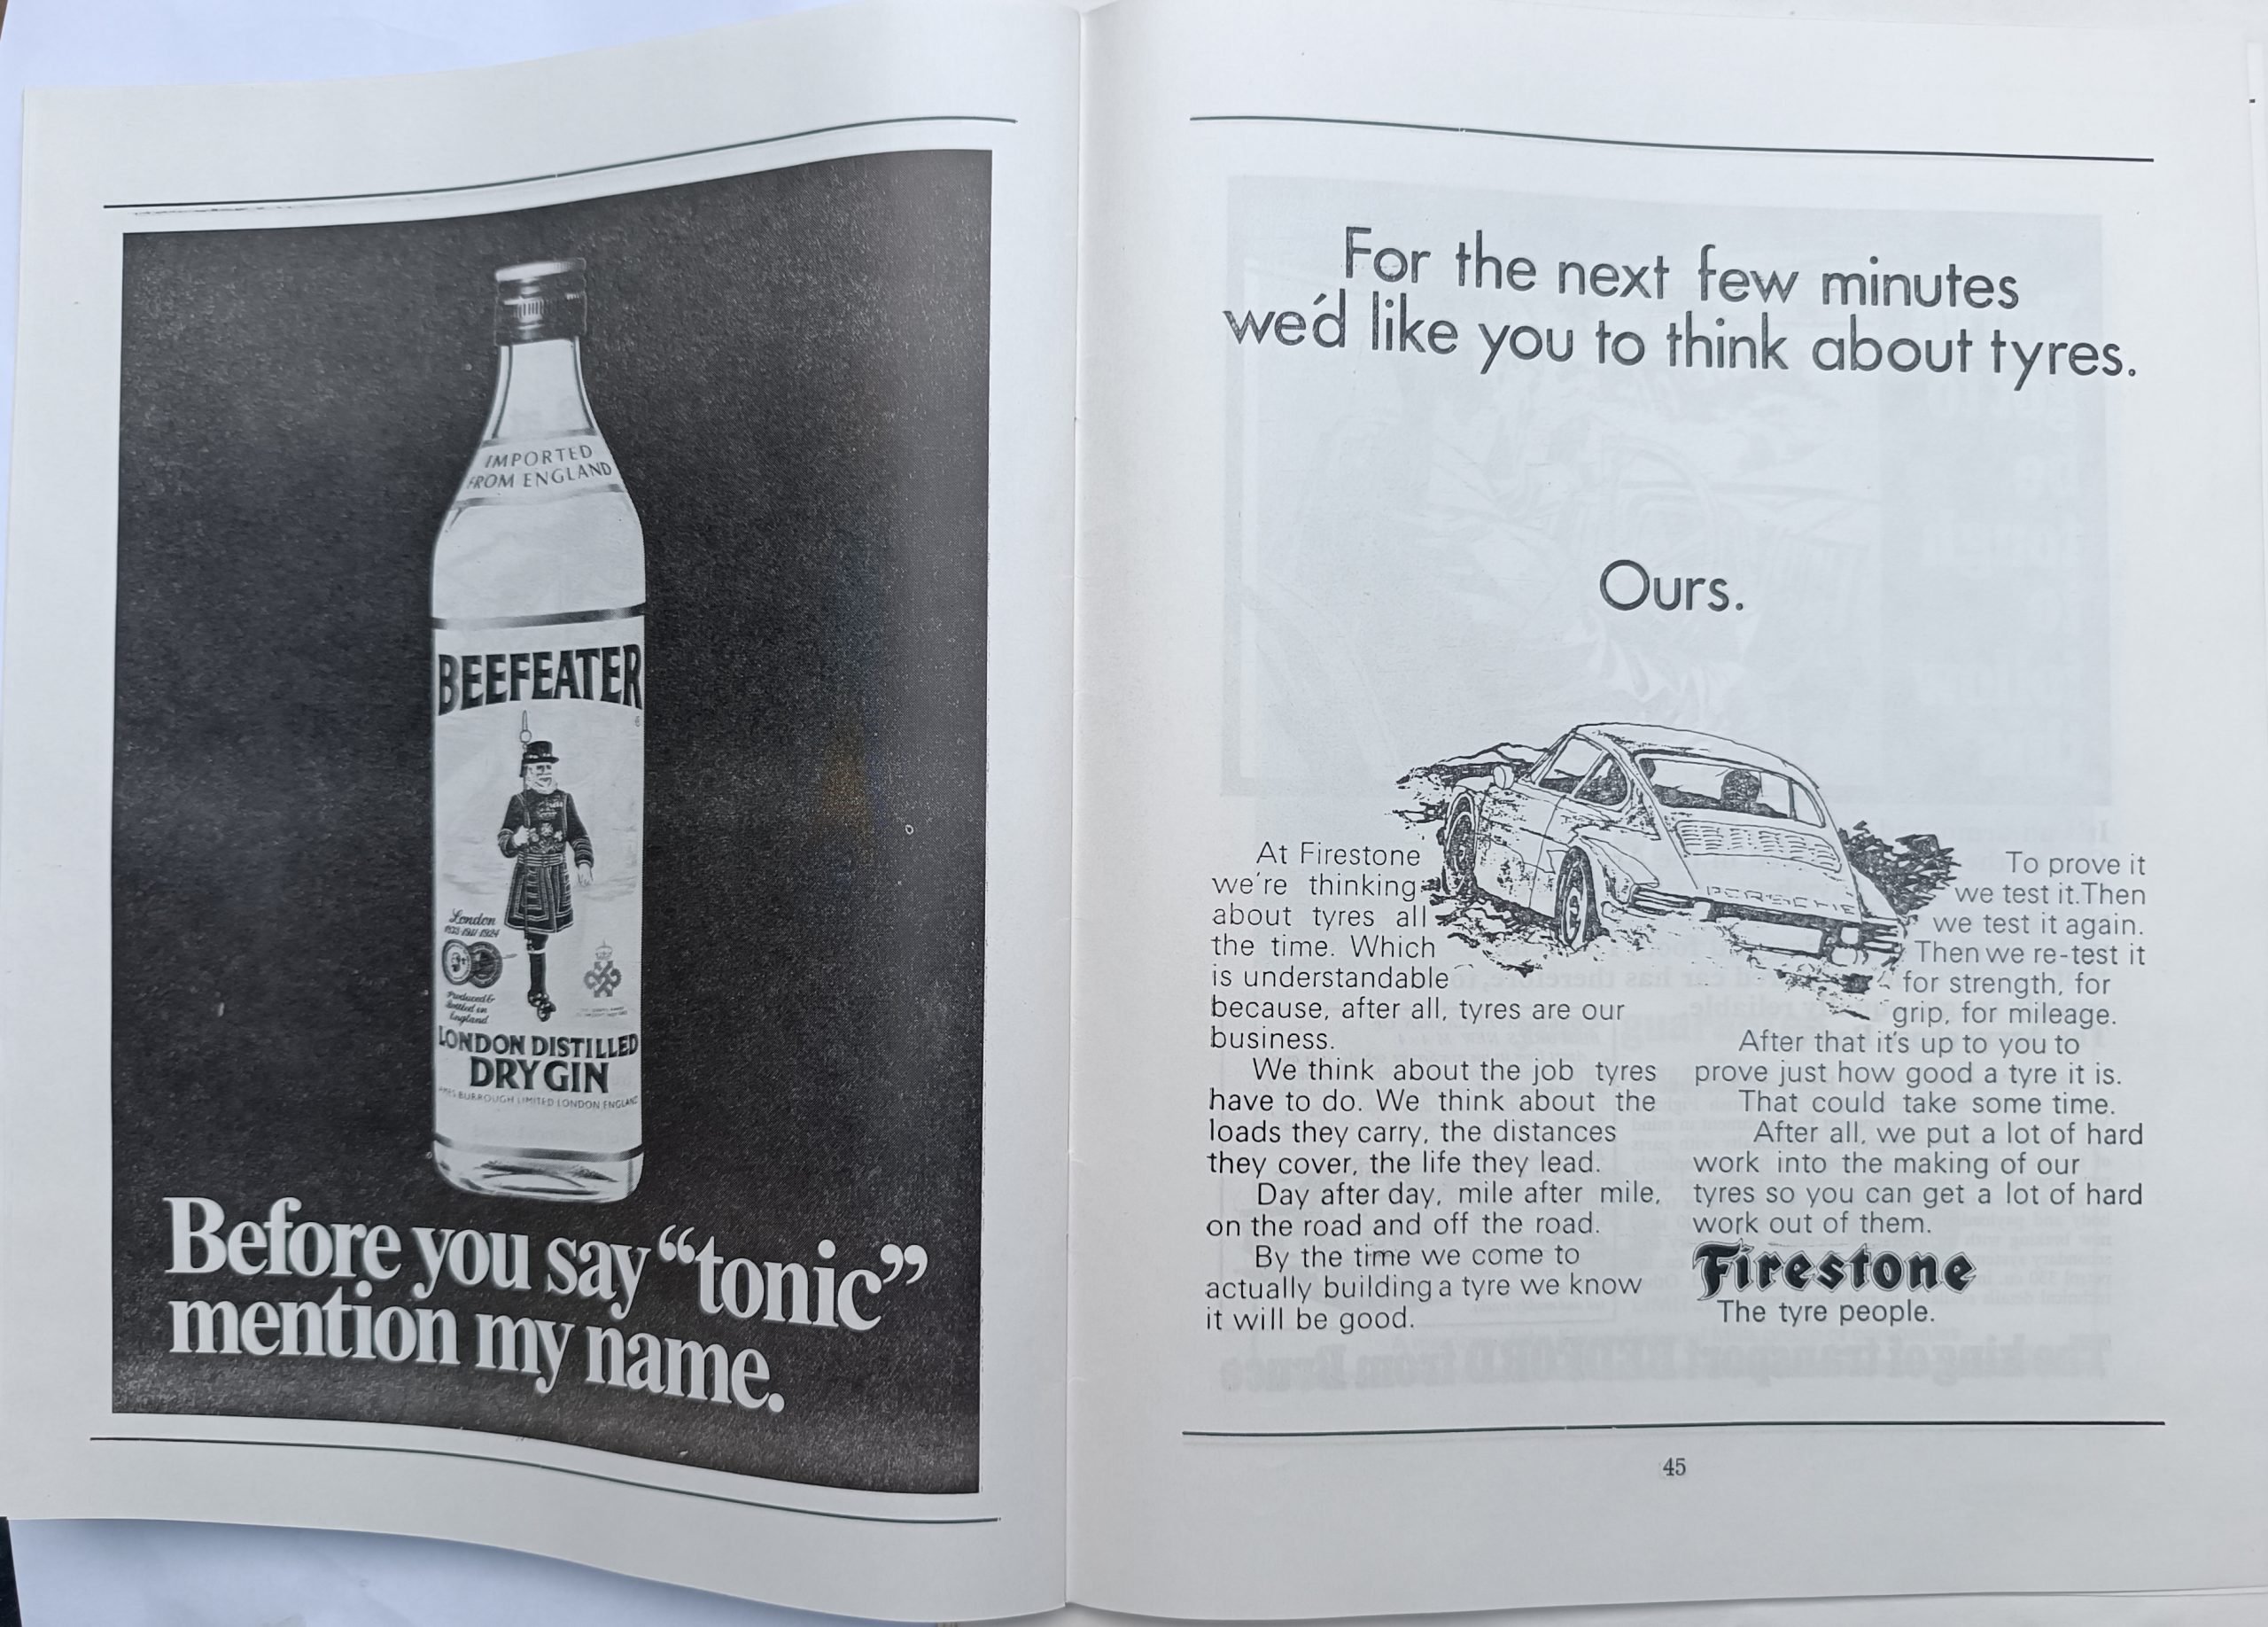 IMPORTED
FROM ENGLAND
BEEFEATER
London
Produced &
Bottled in
England
LONDON DISTILLED
DRY GIN
BURROUGH LIMITED LONDON ENGLAND
Before you say “tonic”
mention my name.
For the next few minutes
we'd like you to think about tyres.
Ours.
PORSCHE
At Firestone
we're thinking
about tyres all
the time. Which
is understandable
because, after all, tyres are our
business.
We think about the job tyres
have to do. We think about the
loads they carry, the distances
they cover, the life they lead.
Day after day, mile after mile,
on the road and off the road.
By the time we come to
actually building a tyre we know
it will be good.
To prove it
we test it. Then
we test it again.
Then we re-test it
for strength, for
grip, for mileage.
After that it's up to you to
prove just how good a tyre it is.
That could take some time.
After all, we put a lot of hard
work into the making of our
tyres so you can get a lot of hard
work out of them.
Firestone
The tyre people.
45